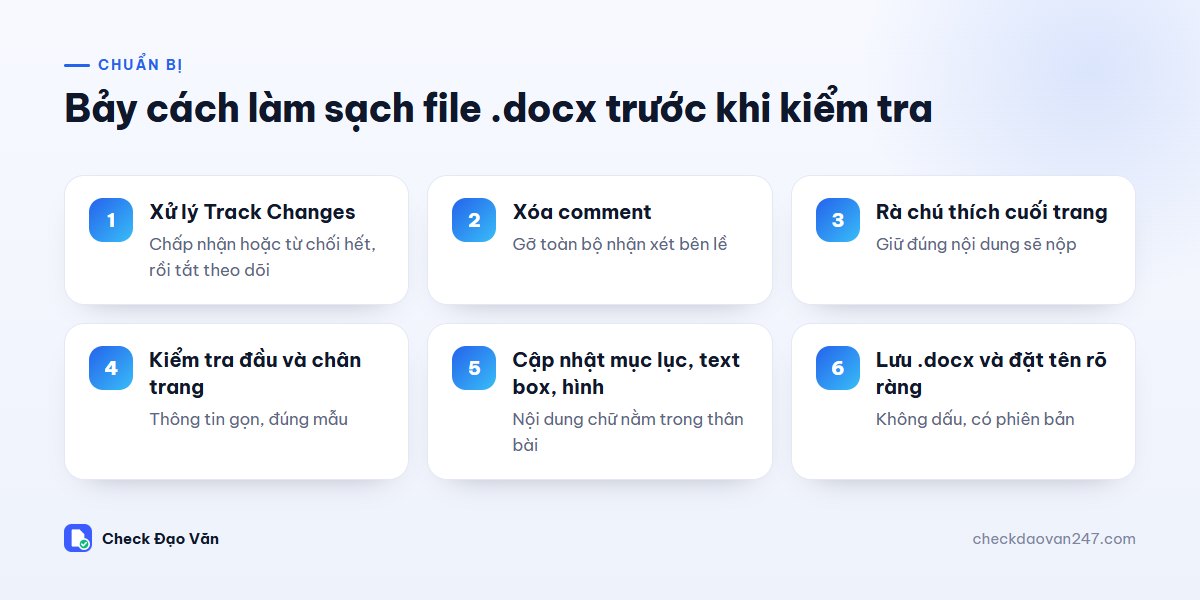 CHUẨN BỊ
Bảy cách làm sạch file .docx trước khi kiểm tra
1
Xử lý Track Changes
Chấp nhận hoặc từ chối hết,
rồi tắt theo dõi
2
Xóa comment
Gỡ toàn bộ nhận xét bên lề
3
Rà chú thích cuối trang
Giữ đúng nội dung sẽ nộp
4
Kiểm tra đầu và chân
trang
Thông tin gọn, đúng mẫu
5
Cập nhật mục lục, text
box, hình
Nội dung chữ nằm trong thân
bài
6
Lưu .docx và đặt tên rõ
ràng
Không dấu, có phiên bản
Check Đạo Văn
checkdaovan247.com